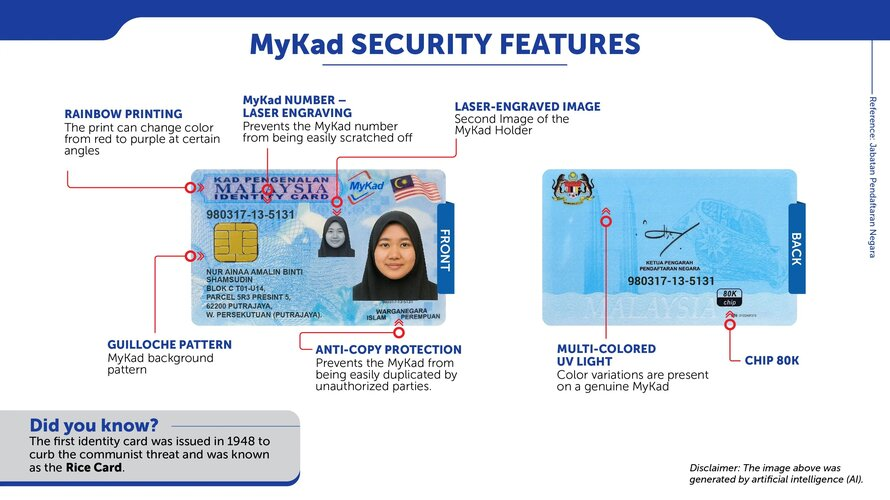 MyKad SECURITY FEATURES
RAINBOW PRINTING
The print can change color
from red to purple at certain
angles
MyKad NUMBER –
LASER ENGRAVING
Prevents the MyKad number
from being easily scratched off
LASER-ENGRAVED IMAGE
Second Image of the
MyKad Holder
Reference: Jabatan Pendaftaran Negara
KAD PENGENALAN
MALAYSIA
IDENTITY CARD
MyKad
980317-13-5131
NUR AINAA AMALIN BINTI
SHAMSUDIN
BLOK C T01-U14,
PARCEL 5R3 PRESINT 5,
62200 PUTRAJAYA,
W. PERSEKUTUAN (PUTRAJAYA).
WARGANEGARA
ISLAM PEREMPUAN
FRONT
KETUA PENGARAH
PENDAFTARAN NEGARA
980317-13-5131
80K
chip
MALAYSIA
BACK
GUILLOCHE PATTERN
MyKad background
pattern
ANTI-COPY PROTECTION
Prevents the MyKad from
being easily duplicated by
unauthorized parties.
MULTI-COLORED
UV LIGHT
Color variations are present
on a genuine MyKad
CHIP 80K
Did you know?
The first identity card was issued in 1948 to
curb the communist threat and was known
as the Rice Card.
Disclaimer: The image above was
generated by artificial intelligence (AI).